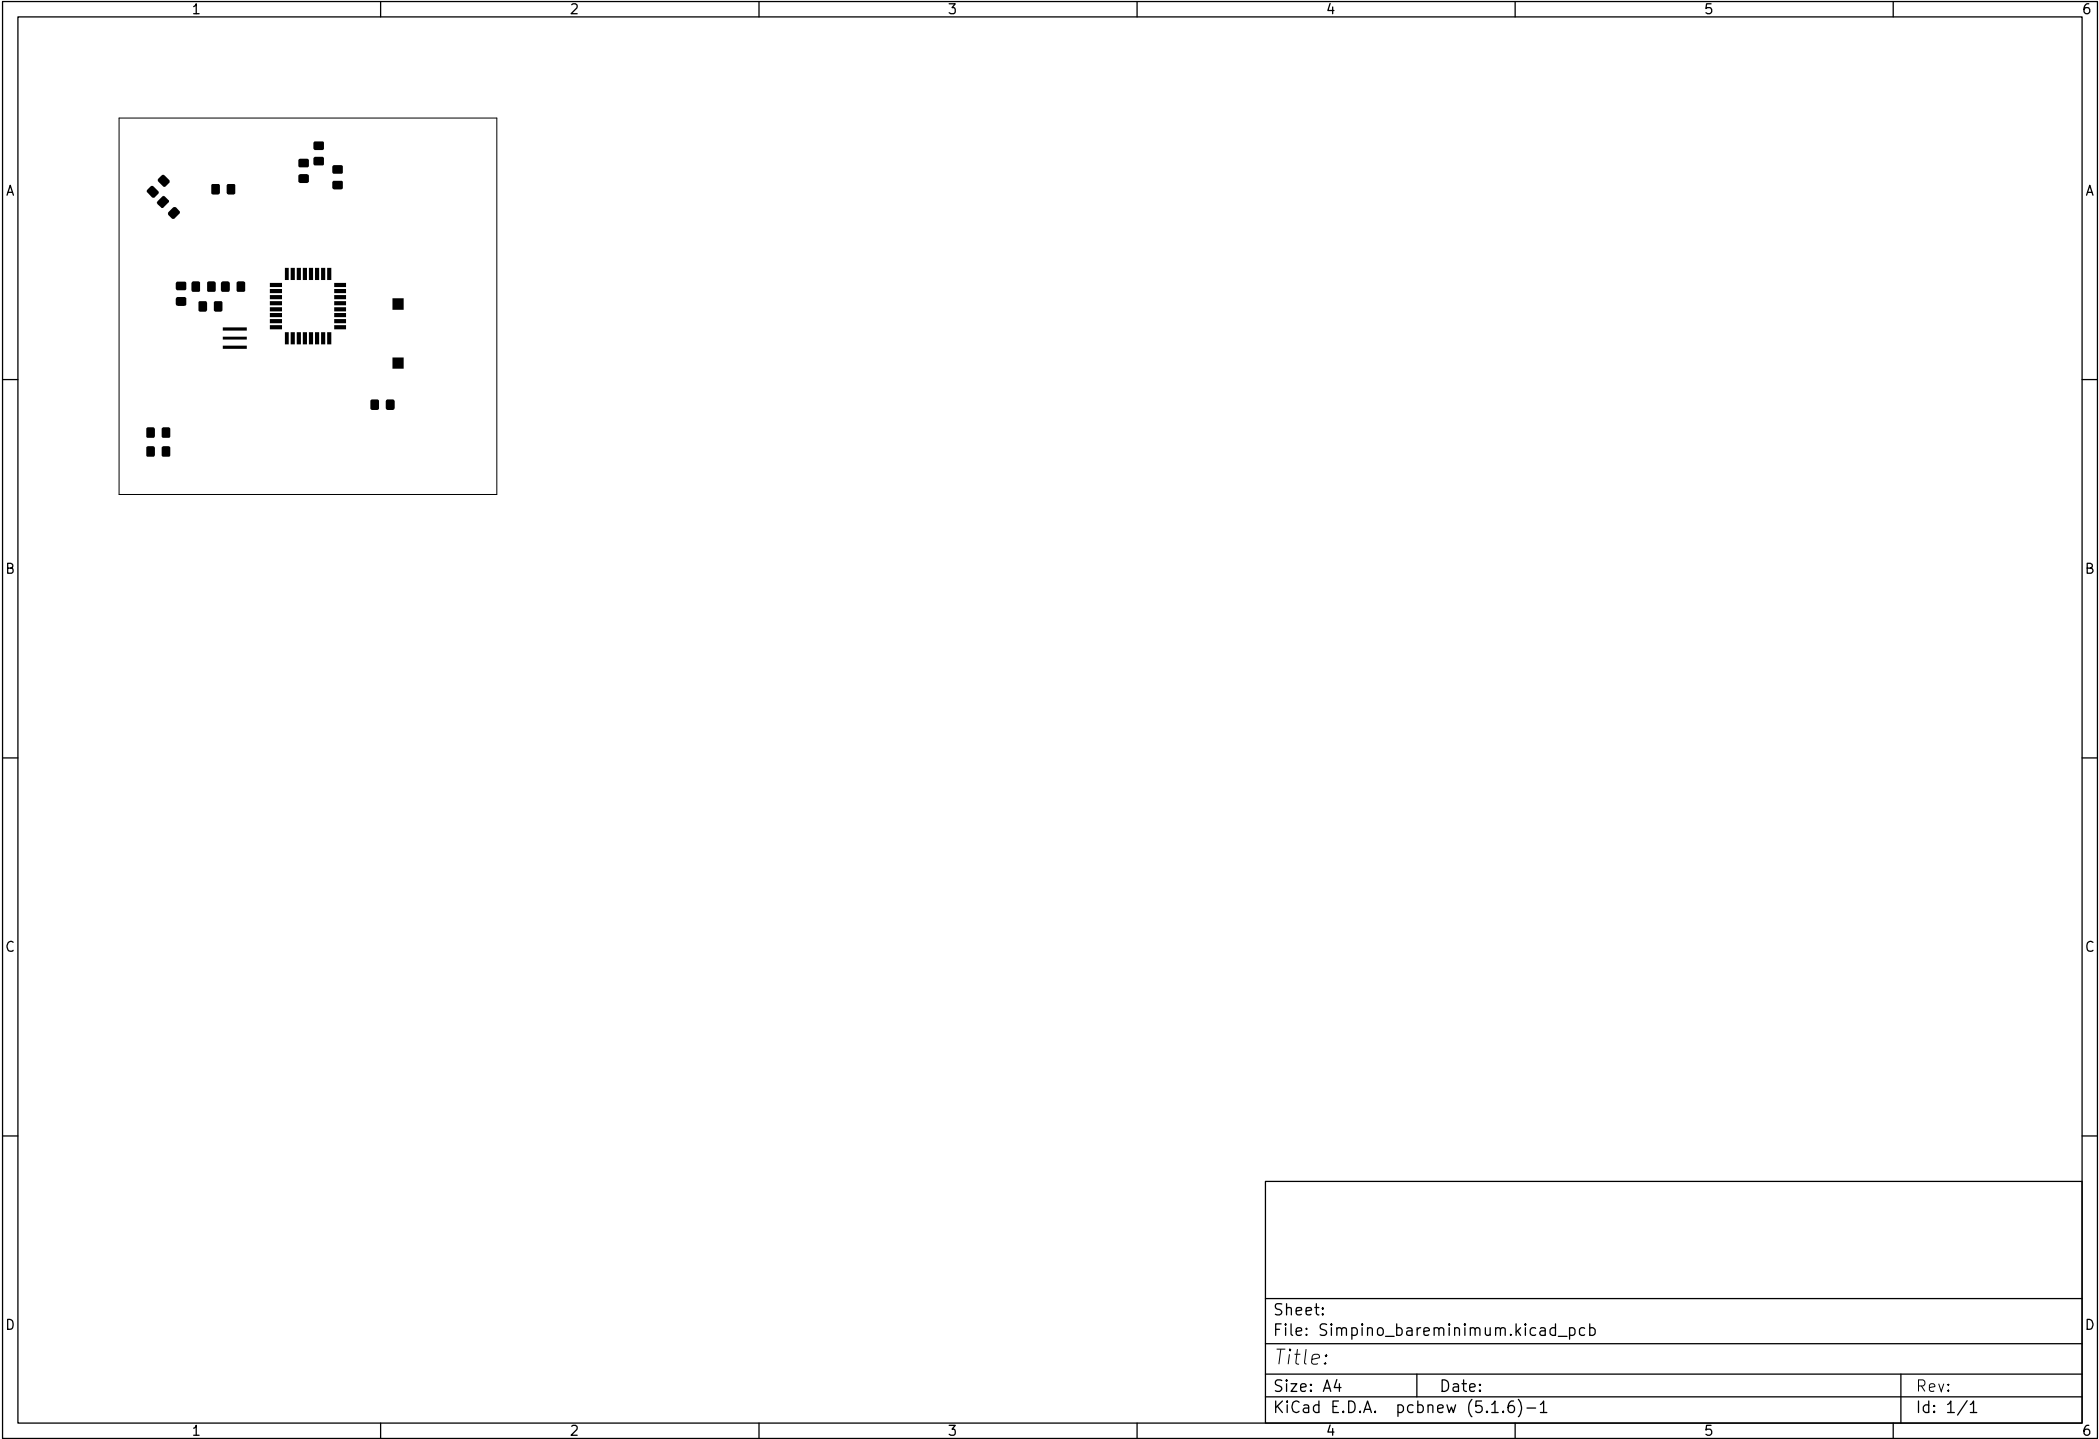 1 2 3 4 5 6
A A
B B
C C
Sheet:
File: Simpino_bareminimum.kicad_pcb
D D
Title:
Size: A4 Date: Rev:
KiCad E.D.A. pcbnew (5.1.6)-1 Id: 1/1
1 2 3 4 5 6